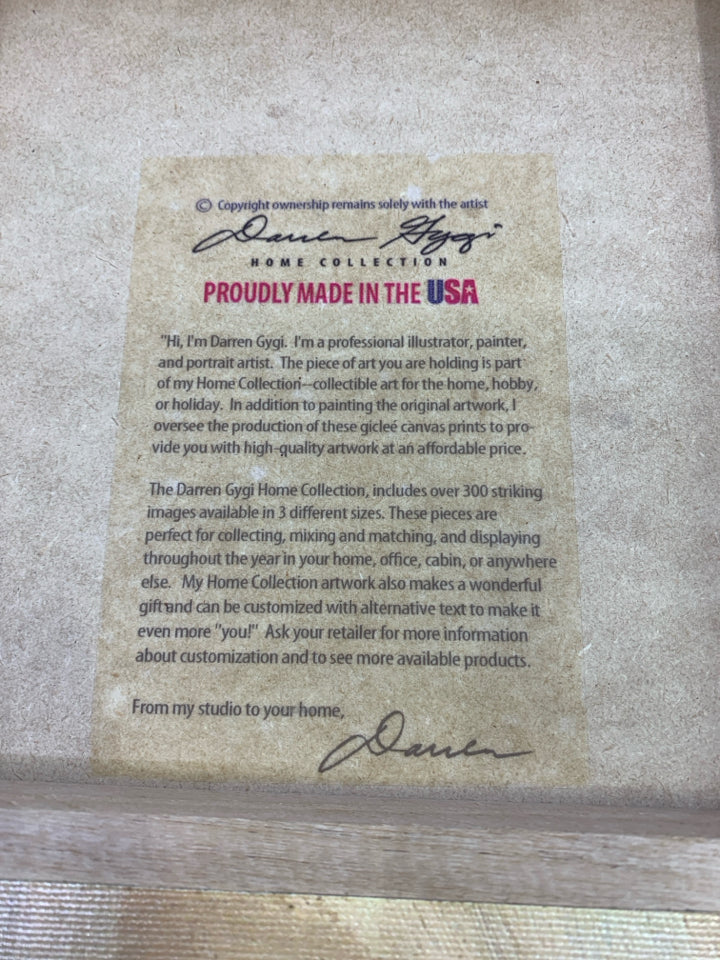 © Copyright ownership remains solely with the artist
Darren Gygi
HOME COLLECTION
PROUDLY MADE IN THE USA
"Hi, I'm Darren Gygi. I'm a professional illustrator, painter,
and portrait artist. The piece of art you are holding is part
of my Home Collection--collectible art for the home, hobby,
or holiday. In addition to painting the original artwork, I
oversee the production of these gicleé canvas prints to pro-
vide you with high-quality artwork at an affordable price.
The Darren Gygi Home Collection, includes over 300 striking
images available in 3 different sizes. These pieces are
perfect for collecting, mixing and matching, and displaying
throughout the year in your home, office, cabin, or anywhere
else. My Home Collection artwork also makes a wonderful
gift and can be customized with alternative text to make it
even more "you!" Ask your retailer for more information
about customization and to see more available products.
From my studio to your home,
Darren